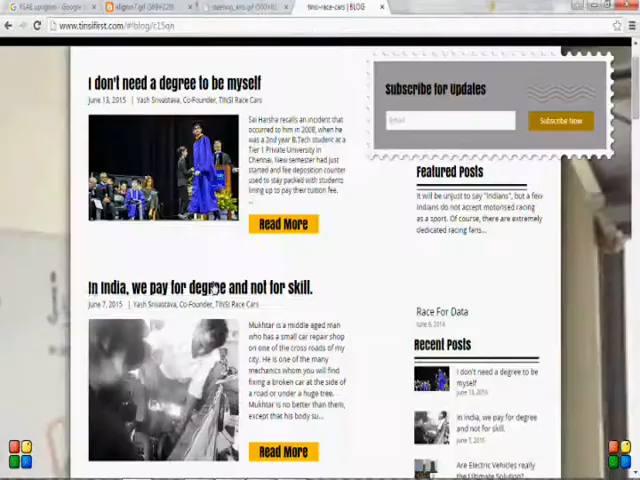 tinsi-race-cars | BLOG
www.tinsifirst.com/#!blog/c15qn
I don't need a degree to be myself
June 13, 2015 | Yash Srivastava, Co-Founder, TINSI Race Cars
Sai Harsha recalls an incident that
occurred to him in 2008, when he
was a 2nd year B.Tech student at a
Tier 1 Private University in
Chennai. New semester had just
started and fee deposition counter
used to stay packed with students
lining up to pay their tuition fee.
...
Read More
In India, we pay for degree and not for skill.
June 7, 2015 | Yash Srivastava, Co-Founder, TINSI Race Cars
Mukhtar is a middle aged man
who has a small car repair shop
on one of the cross roads of my
city. He is one of the many
mechanics whom you will find
fixing a broken car at the side of
a road or under a huge tree.
Mukhtar is no better than them,
except that his body su...
Read More
Subscribe for Updates
Email
Subscribe Now
Featured Posts
It will be unjust to say "Indians", but a few
Indians do not accept motorised racing
as a sport. Of course, there are extremely
dedicated racing fans...
Race For Data
June 6, 2014
Recent Posts
I don't need a degree to be
myself
June 13, 2015
In India, we pay for degree
and not for skill.
June 7, 2015
Are Electric Vehicles really
the Ultimate Solution?